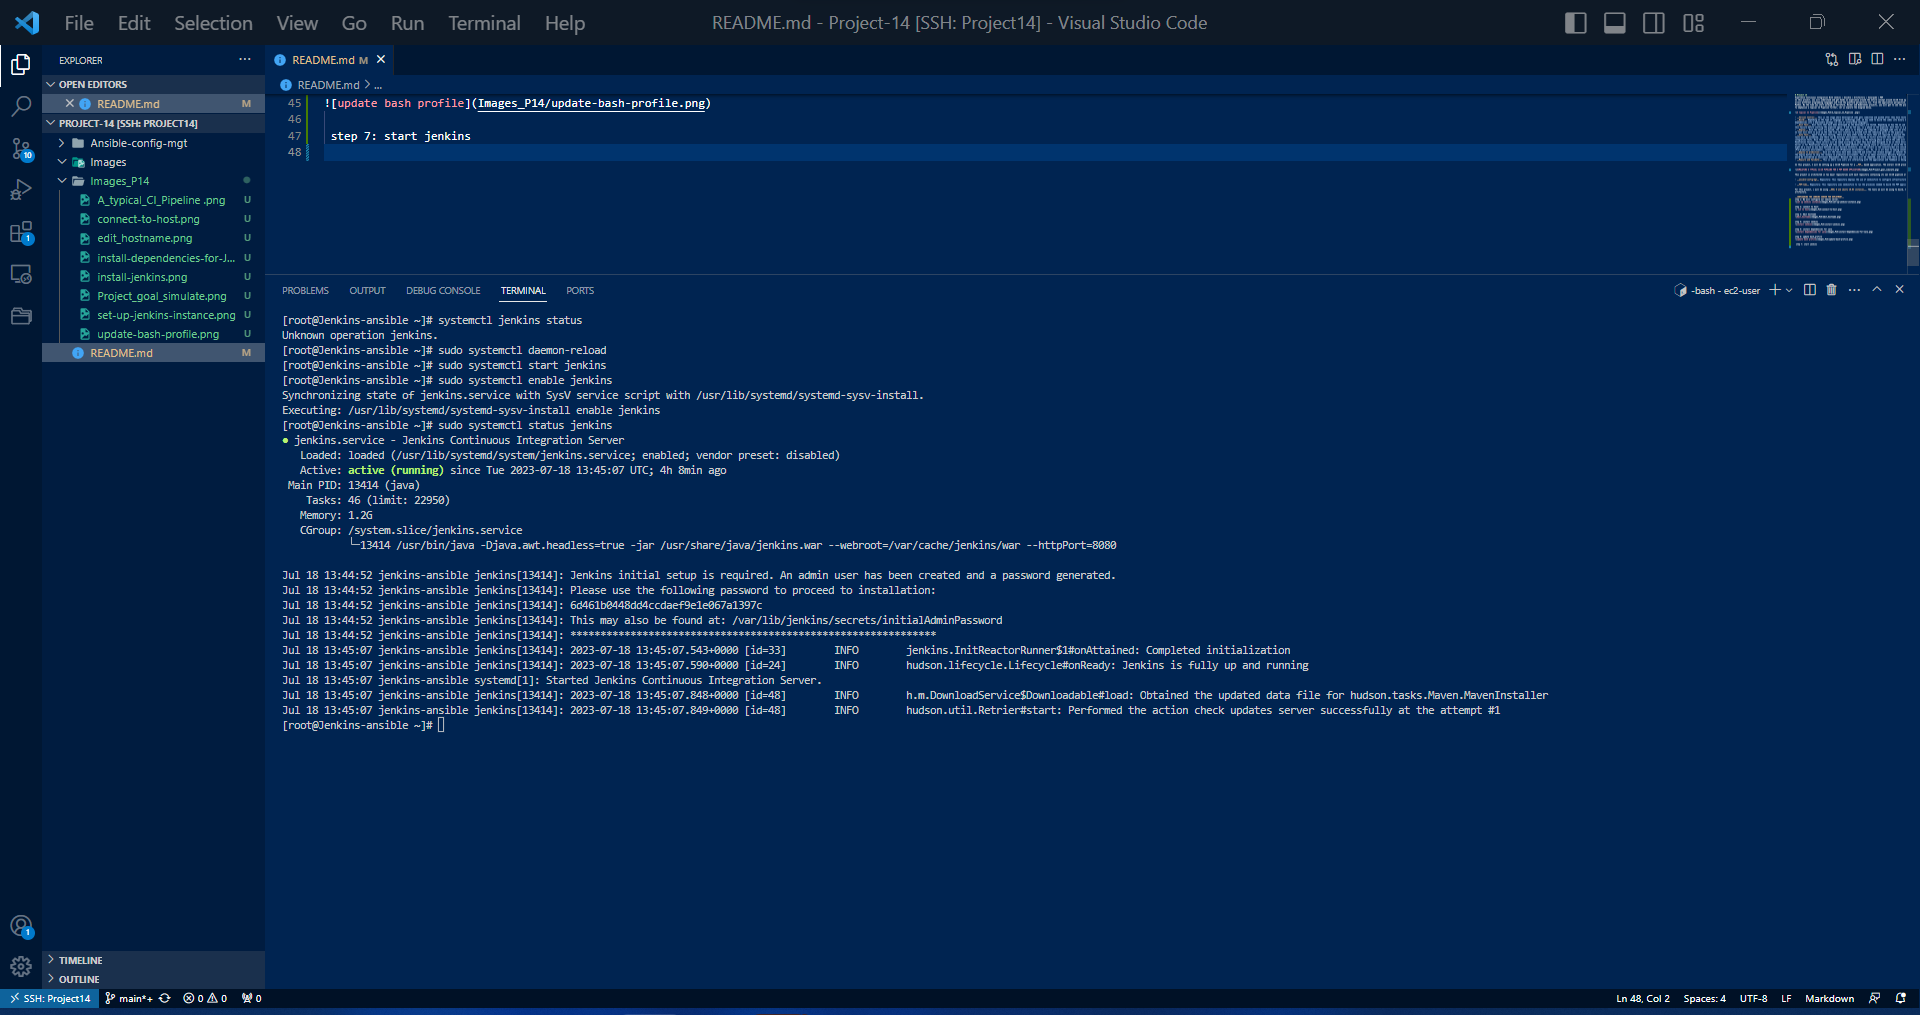 File Edit Selection View Go Run Terminal Help README.md - Project-14 [SSH: Project14] - Visual Studio Code
EXPLORER
OPEN EDITORS
README.md M
PROJECT-14 [SSH: PROJECT14]
Ansible-config-mgt
Images
Images_P14
A_typical_CI_Pipeline .png U
connect-to-host.png U
edit_hostname.png U
install-dependencies-for-J... U
install-jenkins.png U
Project_goal_simulate.png U
set-up-jenkins-instance.png U
update-bash-profile.png U
README.md M
10
1
1
TIMELINE
OUTLINE
README.md M
README.md > ...
45 ![update bash profile](Images_P14/update-bash-profile.png)
46
47 step 7: start jenkins
48
PROBLEMS OUTPUT DEBUG CONSOLE TERMINAL PORTS
-bash - ec2-user
[root@Jenkins-ansible ~]# systemctl jenkins status
Unknown operation jenkins.
[root@Jenkins-ansible ~]# sudo systemctl daemon-reload
[root@Jenkins-ansible ~]# sudo systemctl start jenkins
[root@Jenkins-ansible ~]# sudo systemctl enable jenkins
Synchronizing state of jenkins.service with SysV service script with /usr/lib/systemd/systemd-sysv-install.
Executing: /usr/lib/systemd/systemd-sysv-install enable jenkins
[root@Jenkins-ansible ~]# sudo systemctl status jenkins
● jenkins.service - Jenkins Continuous Integration Server
Loaded: loaded (/usr/lib/systemd/system/jenkins.service; enabled; vendor preset: disabled)
Active: active (running) since Tue 2023-07-18 13:45:07 UTC; 4h 8min ago
Main PID: 13414 (java)
Tasks: 46 (limit: 22950)
Memory: 1.2G
CGroup: /system.slice/jenkins.service
└─13414 /usr/bin/java -Djava.awt.headless=true -jar /usr/share/java/jenkins.war --webroot=/var/cache/jenkins/war --httpPort=8080
Jul 18 13:44:52 jenkins-ansible jenkins[13414]: Jenkins initial setup is required. An admin user has been created and a password generated.
Jul 18 13:44:52 jenkins-ansible jenkins[13414]: Please use the following password to proceed to installation:
Jul 18 13:44:52 jenkins-ansible jenkins[13414]: 6d461b0448dd4ccdaef9e1e067a1397c
Jul 18 13:44:52 jenkins-ansible jenkins[13414]: This may also be found at: /var/lib/jenkins/secrets/initialAdminPassword
Jul 18 13:44:52 jenkins-ansible jenkins[13414]: *************************************************************
Jul 18 13:45:07 jenkins-ansible jenkins[13414]: 2023-07-18 13:45:07.543+0000 [id=33] INFO jenkins.InitReactorRunner$1#onAttained: Completed initialization
Jul 18 13:45:07 jenkins-ansible jenkins[13414]: 2023-07-18 13:45:07.590+0000 [id=24] INFO hudson.lifecycle.Lifecycle#onReady: Jenkins is fully up and running
Jul 18 13:45:07 jenkins-ansible systemd[1]: Started Jenkins Continuous Integration Server.
Jul 18 13:45:07 jenkins-ansible jenkins[13414]: 2023-07-18 13:45:07.848+0000 [id=48] INFO h.m.DownloadService$Downloadable#load: Obtained the updated data file for hudson.tasks.Maven.MavenInstaller
Jul 18 13:45:07 jenkins-ansible jenkins[13414]: 2023-07-18 13:45:07.849+0000 [id=48] INFO hudson.util.Retrier#start: Performed the action check updates server successfully at the attempt #1
[root@Jenkins-ansible ~]#
SSH: Project14 main*+ 0 0 0 Ln 48, Col 2 Spaces: 4 UTF-8 LF Markdown